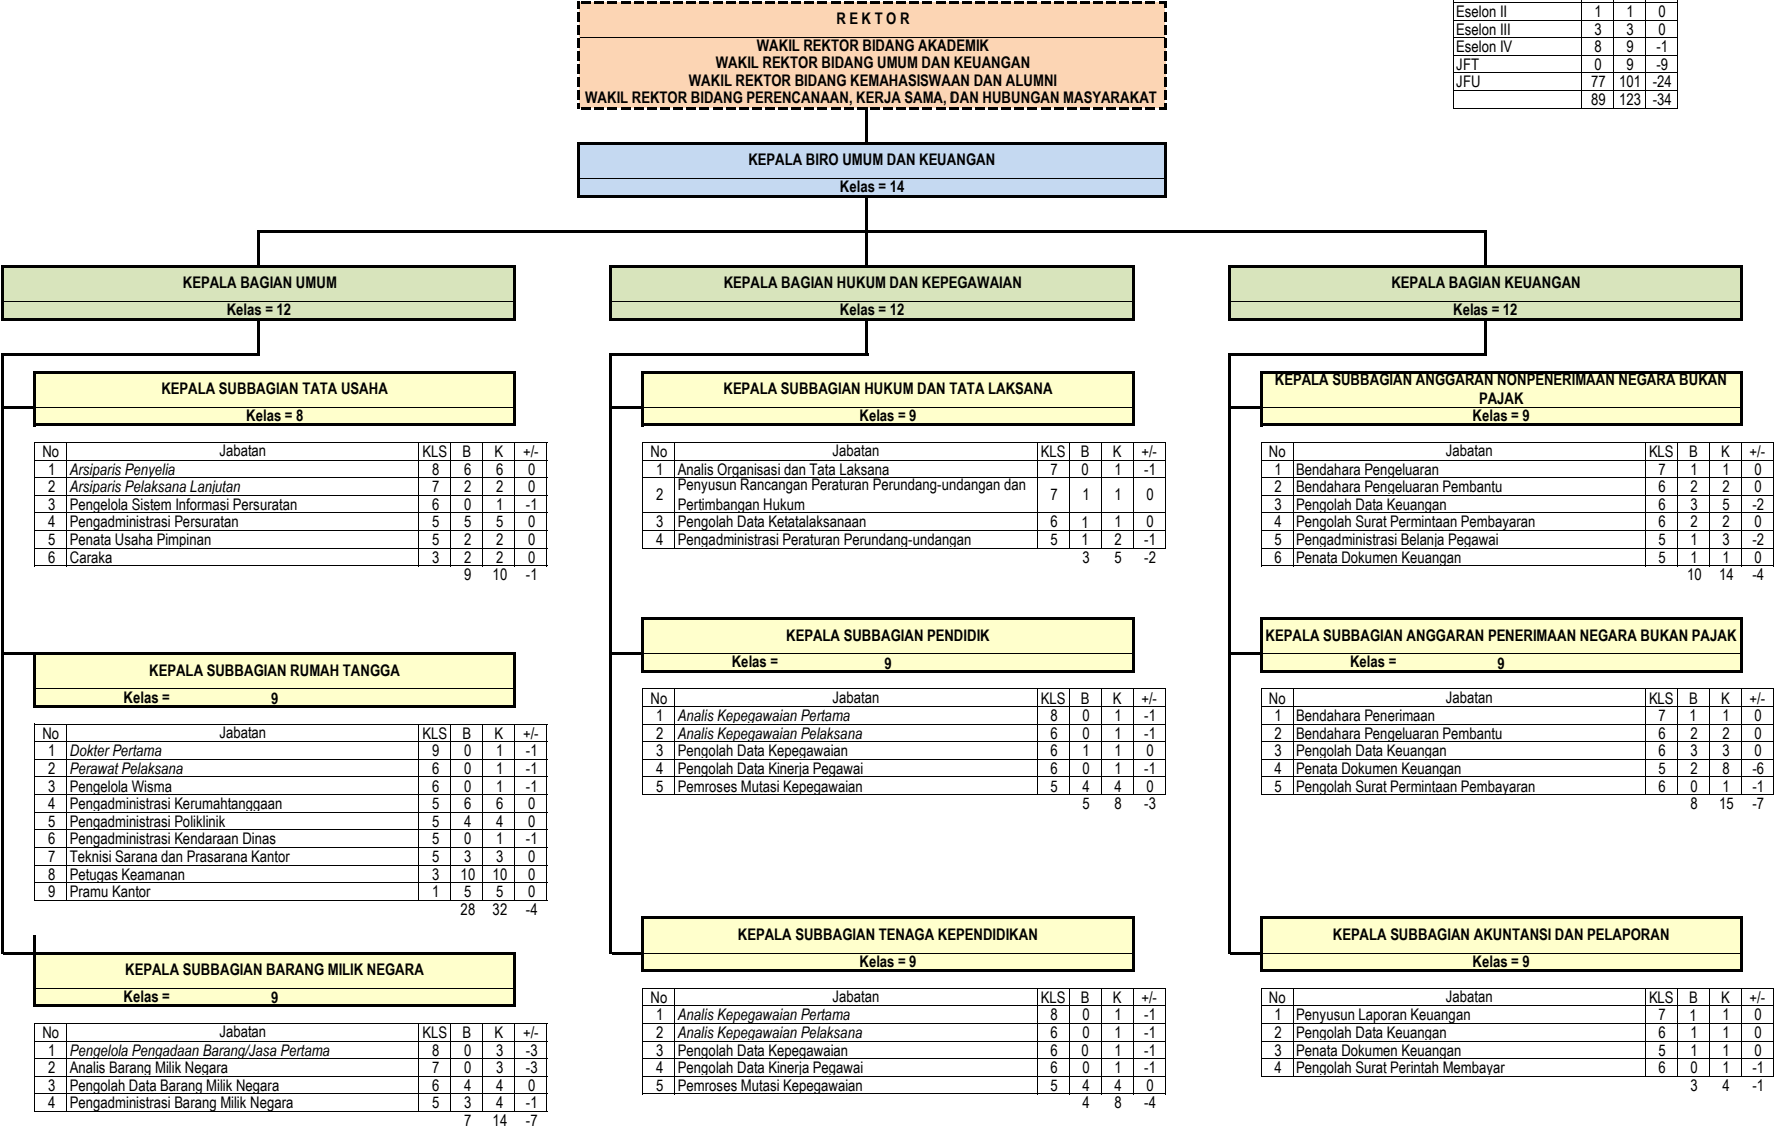 R E K T O R
WAKIL REKTOR BIDANG AKADEMIK
WAKIL REKTOR BIDANG UMUM DAN KEUANGAN
WAKIL REKTOR BIDANG KEMAHASISWAAN DAN ALUMNI
WAKIL REKTOR BIDANG PERENCANAAN, KERJA SAMA, DAN HUBUNGAN MASYARAKAT
Eselon II 1 1 0
Eselon III 3 3 0
Eselon IV 8 9 -1
JFT 0 9 -9
JFU 77 101 -24
89 123 -34
KEPALA BIRO UMUM DAN KEUANGAN
Kelas = 14
KEPALA BAGIAN UMUM
Kelas = 12
KEPALA SUBBAGIAN TATA USAHA
Kelas = 8
No Jabatan KLS B K +/-
1 Arsiparis Penyelia 8 6 6 0
2 Arsiparis Pelaksana Lanjutan 7 2 2 0
3 Pengelola Sistem Informasi Persuratan 6 0 1 -1
4 Pengadministrasi Persuratan 5 5 5 0
5 Penata Usaha Pimpinan 5 2 2 0
6 Caraka 3 2 2 0
9 10 -1
KEPALA SUBBAGIAN RUMAH TANGGA
Kelas = 9
No Jabatan KLS B K +/-
1 Dokter Pertama 9 0 1 -1
2 Perawat Pelaksana 6 0 1 -1
3 Pengelola Wisma 6 0 1 -1
4 Pengadministrasi Kerumahtanggaan 5 6 6 0
5 Pengadministrasi Poliklinik 5 4 4 0
6 Pengadministrasi Kendaraan Dinas 5 0 1 -1
7 Teknisi Sarana dan Prasarana Kantor 5 3 3 0
8 Petugas Keamanan 3 10 10 0
9 Pramu Kantor 1 5 5 0
28 32 -4
KEPALA SUBBAGIAN BARANG MILIK NEGARA
Kelas = 9
No Jabatan KLS B K +/-
1 Pengelola Pengadaan Barang/Jasa Pertama 8 0 3 -3
2 Analis Barang Milik Negara 7 0 3 -3
3 Pengolah Data Barang Milik Negara 6 4 4 0
4 Pengadministrasi Barang Milik Negara 5 3 4 -1
7 14 -7
KEPALA BAGIAN HUKUM DAN KEPEGAWAIAN
Kelas = 12
KEPALA SUBBAGIAN HUKUM DAN TATA LAKSANA
Kelas = 9
No Jabatan KLS B K +/-
1 Analis Organisasi dan Tata Laksana 7 0 1 -1
2 Penyusun Rancangan Peraturan Perundang-undangan dan
Pertimbangan Hukum 7 1 1 0
3 Pengolah Data Ketatalaksanaan 6 1 1 0
4 Pengadministrasi Peraturan Perundang-undangan 5 1 2 -1
3 5 -2
KEPALA SUBBAGIAN PENDIDIK
Kelas = 9
No Jabatan KLS B K +/-
1 Analis Kepegawaian Pertama 8 0 1 -1
2 Analis Kepegawaian Pelaksana 6 0 1 -1
3 Pengolah Data Kepegawaian 6 1 1 0
4 Pengolah Data Kinerja Pegawai 6 0 1 -1
5 Pemroses Mutasi Kepegawaian 5 4 4 0
5 8 -3
KEPALA SUBBAGIAN TENAGA KEPENDIDIKAN
Kelas = 9
No Jabatan KLS B K +/-
1 Analis Kepegawaian Pertama 8 0 1 -1
2 Analis Kepegawaian Pelaksana 6 0 1 -1
3 Pengolah Data Kepegawaian 6 0 1 -1
4 Pengolah Data Kinerja Pegawai 6 0 1 -1
5 Pemroses Mutasi Kepegawaian 5 4 4 0
4 8 -4
KEPALA BAGIAN KEUANGAN
Kelas = 12
KEPALA SUBBAGIAN ANGGARAN NONPENERIMAAN NEGARA BUKAN
PAJAK
Kelas = 9
No Jabatan KLS B K +/-
1 Bendahara Pengeluaran 7 1 1 0
2 Bendahara Pengeluaran Pembantu 6 2 2 0
3 Pengolah Data Keuangan 6 3 5 -2
4 Pengolah Surat Permintaan Pembayaran 6 2 2 0
5 Pengadministrasi Belanja Pegawai 5 1 3 -2
6 Penata Dokumen Keuangan 5 1 1 0
10 14 -4
KEPALA SUBBAGIAN ANGGARAN PENERIMAAN NEGARA BUKAN PAJAK
Kelas = 9
No Jabatan KLS B K +/-
1 Bendahara Penerimaan 7 1 1 0
2 Bendahara Pengeluaran Pembantu 6 2 2 0
3 Pengolah Data Keuangan 6 3 3 0
4 Penata Dokumen Keuangan 5 2 8 -6
5 Pengolah Surat Permintaan Pembayaran 6 0 1 -1
8 15 -7
KEPALA SUBBAGIAN AKUNTANSI DAN PELAPORAN
Kelas = 9
No Jabatan KLS B K +/-
1 Penyusun Laporan Keuangan 7 1 1 0
2 Pengolah Data Keuangan 6 1 1 0
3 Penata Dokumen Keuangan 5 1 1 0
4 Pengolah Surat Perintah Membayar 6 0 1 -1
3 4 -1